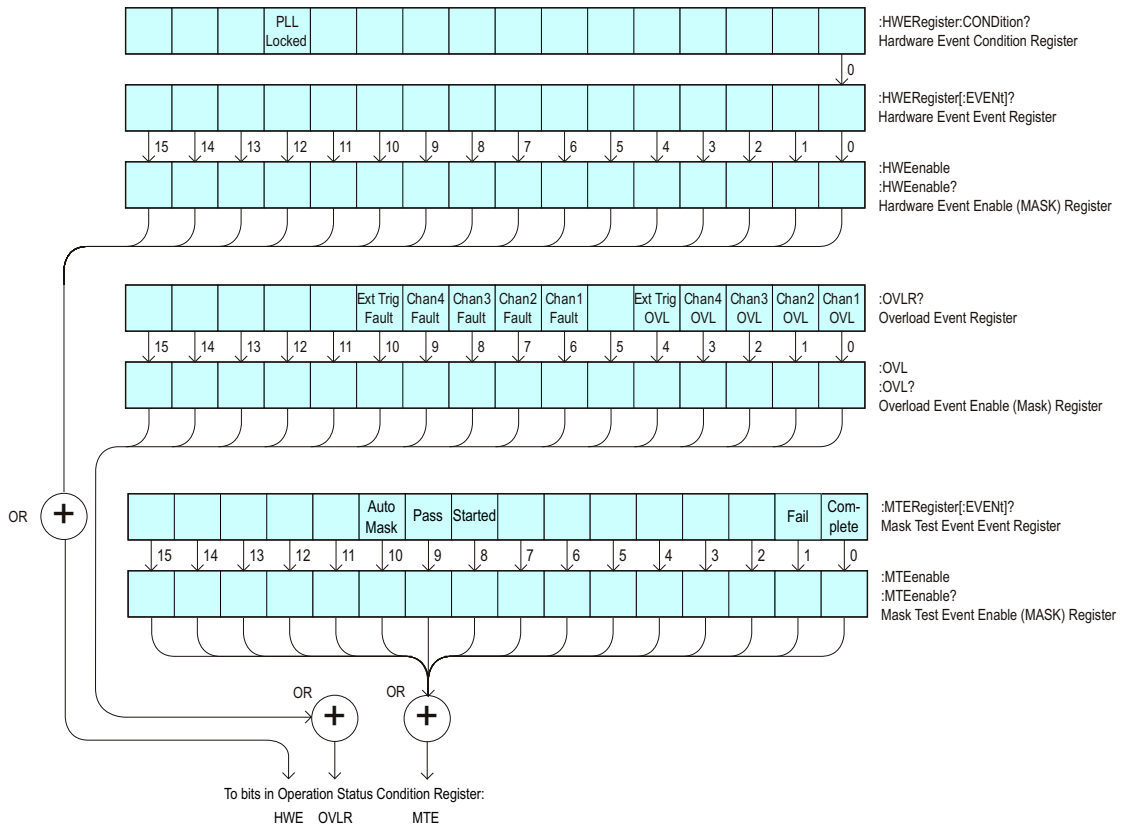 PLL
Locked
:HWERegister:CONDition?
Hardware Event Condition Register
0
:HWERegister[:EVENt]?
Hardware Event Event Register
15 14 13 12 11 10 9 8 7 6 5 4 3 2 1 0
:HWEenable
:HWEenable?
Hardware Event Enable (MASK) Register
Ext Trig Chan4 Chan3 Chan2 Chan1 Ext Trig Chan4 Chan3 Chan2 Chan1
Fault Fault Fault Fault Fault OVL OVL OVL OVL OVL
:OVLR?
Overload Event Register
15 14 13 12 11 10 9 8 7 6 5 4 3 2 1 0
:OVL
:OVL?
Overload Event Enable (Mask) Register
OR +
Auto
Mask
Pass
Started
Fail
Com-
plete
:MTERegister[:EVENt]?
Mask Test Event Event Register
15 14 13 12 11 10 9 8 7 6 5 4 3 2 1 0
:MTEenable
:MTEenable?
Mask Test Event Enable (MASK) Register
OR +
OR +
To bits in Operation Status Condition Register:
HWE OVLR MTE